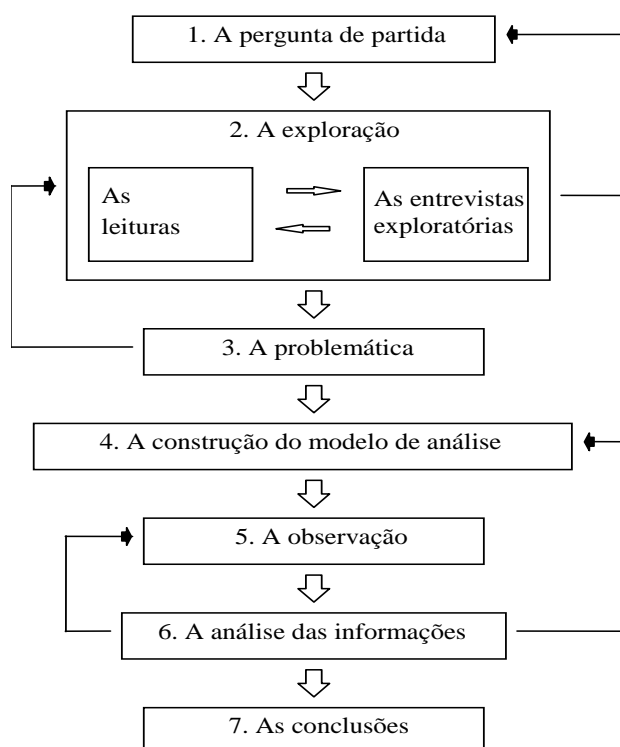 1. A pergunta de partida
2. A exploração
As
leituras
As entrevistas
exploratórias
3. A problemática
4. A construção do modelo de análise
5. A observação
6. A análise das informações
7. As conclusões